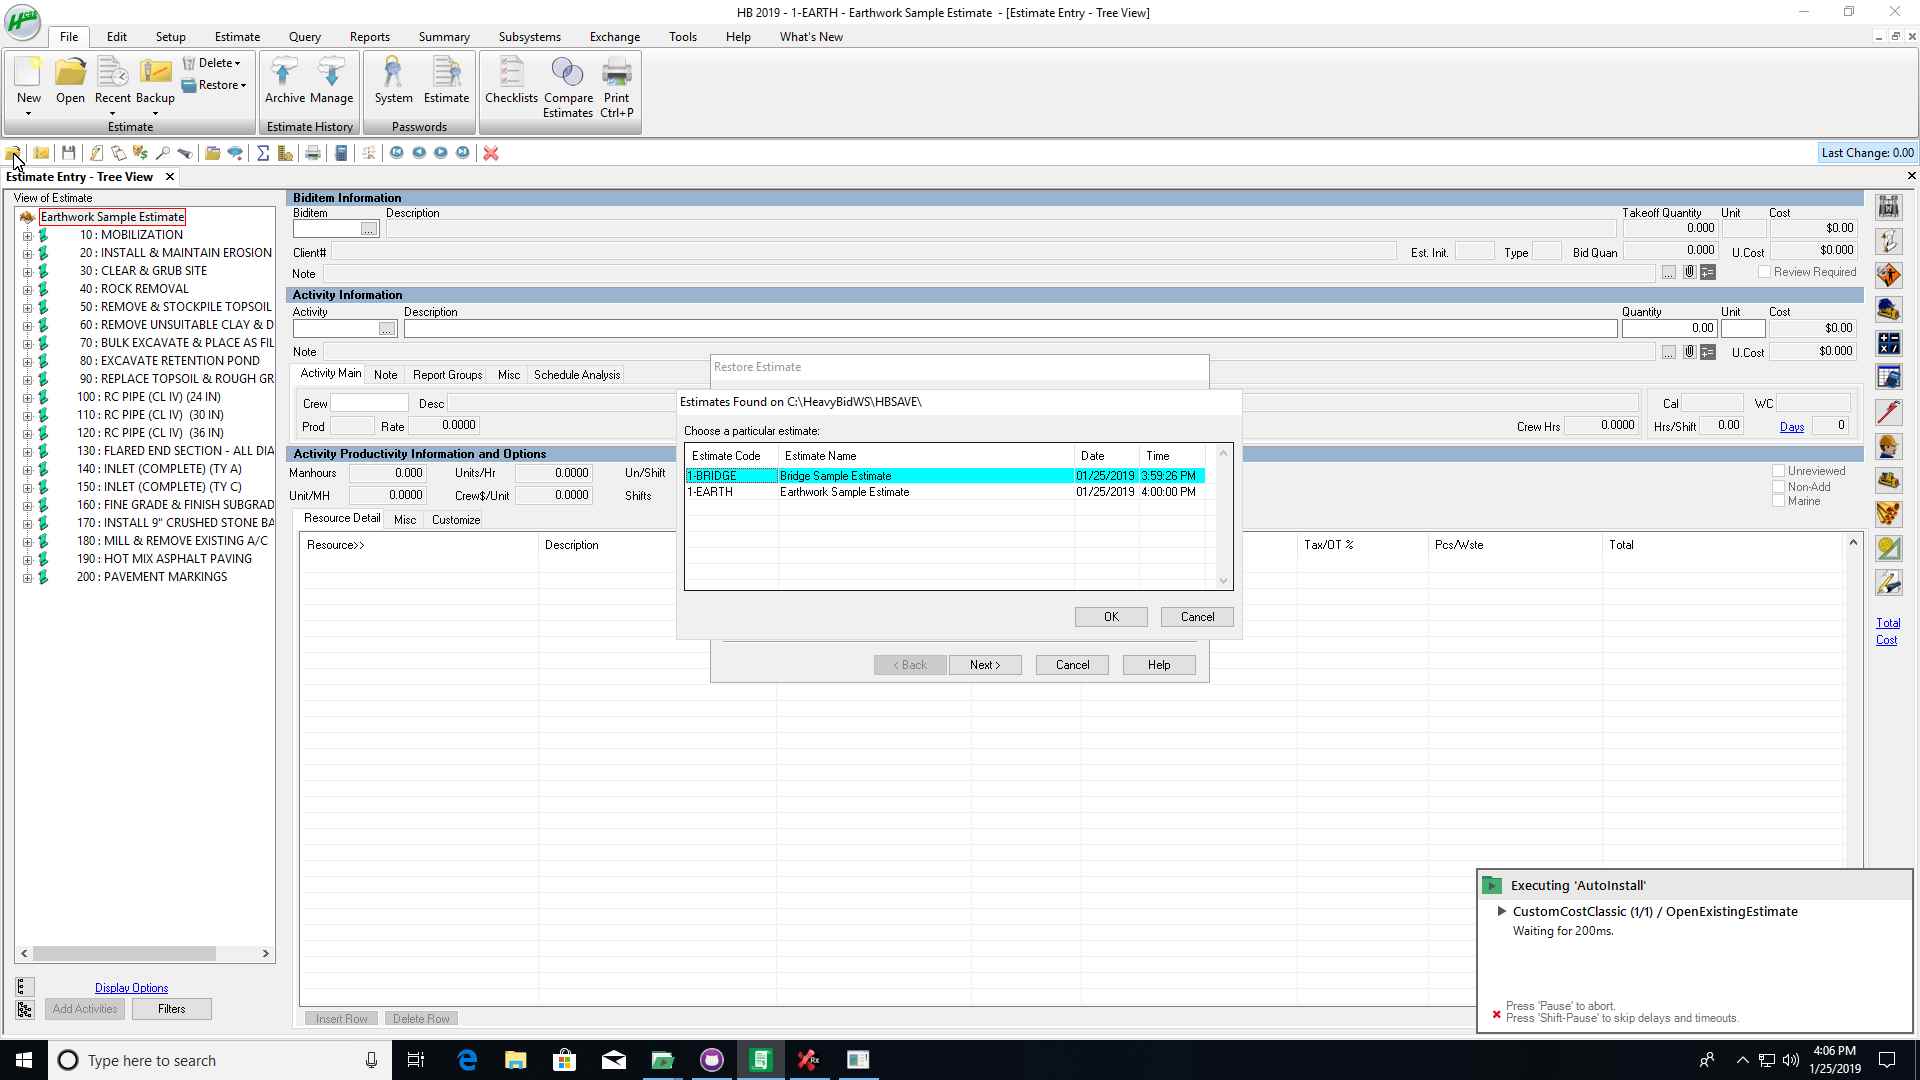 HB 2019 - 1-EARTH - Earthwork Sample Estimate - [Estimate Entry - Tree View]
File Edit Setup Estimate Query Reports Summary Subsystems Exchange Tools Help What's New
New Open Recent Backup Delete Restore
Archive Manage System Estimate Checklists Compare Estimates Print Ctrl+P
Estimate Estimate History Passwords
Last Change: 0.00
Estimate Entry - Tree View
View of Estimate
Earthwork Sample Estimate
10 : MOBILIZATION
20 : INSTALL & MAINTAIN EROSION
30 : CLEAR & GRUB SITE
40 : ROCK REMOVAL
50 : REMOVE & STOCKPILE TOPSOIL
60 : REMOVE UNSUITABLE CLAY & D
70 : BULK EXCAVATE & PLACE AS FIL
80 : EXCAVATE RETENTION POND
90 : REPLACE TOPSOIL & ROUGH GR
100 : RC PIPE (CL IV) (24 IN)
110 : RC PIPE (CL IV) (30 IN)
120 : RC PIPE (CL IV) (36 IN)
130 : FLARED END SECTION - ALL DIA
140 : INLET (COMPLETE) (TY A)
150 : INLET (COMPLETE) (TY C)
160 : FINE GRADE & FINISH SUBGRAD
170 : INSTALL 9" CRUSHED STONE BA
180 : MILL & REMOVE EXISTING A/C
190 : HOT MIX ASPHALT PAVING
200 : PAVEMENT MARKINGS
Display Options
Add Activities Filters
Biditem Information
Biditem Description Takeoff Quantity Unit Cost
... 0.000 $0.00
Client# Est. Init. Type Bid Quan 0.000 U.Cost $0.000
Note ... Review Required
Activity Information
Activity Description Quantity Unit Cost
... 0.00 $0.00
Note ... U.Cost $0.000
Activity Main Note Report Groups Misc Schedule Analysis
Crew Desc Cal WC
Prod Rate 0.0000 Crew Hrs 0.0000 Hrs/Shift 0.00 Days 0
Activity Productivity Information and Options
Manhours 0.000 Units/Hr 0.0000 Un/Shift Unreviewed
Non-Add
Unit/MH 0.0000 Crew$/Unit 0.0000 Shifts Marine
Resource Detail Misc Customize
Resource>> Description Tax/OT % Pcs/Wste Total
Insert Row Delete Row
Total
Cost
Restore Estimate
Estimates Found on C:\HeavyBidWS\HBSAVE\
Choose a particular estimate:
Estimate Code Estimate Name Date Time
1-BRIDGE Bridge Sample Estimate 01/25/2019 3:59:26 PM
1-EARTH Earthwork Sample Estimate 01/25/2019 4:00:00 PM
OK Cancel
< Back Next > Cancel Help
Executing 'AutoInstall'
CustomCostClassic (1/1) / OpenExistingEstimate
Waiting for 200ms.
Press 'Pause' to abort.
Press 'Shift-Pause' to skip delays and timeouts.
Type here to search
4:06 PM
1/25/2019